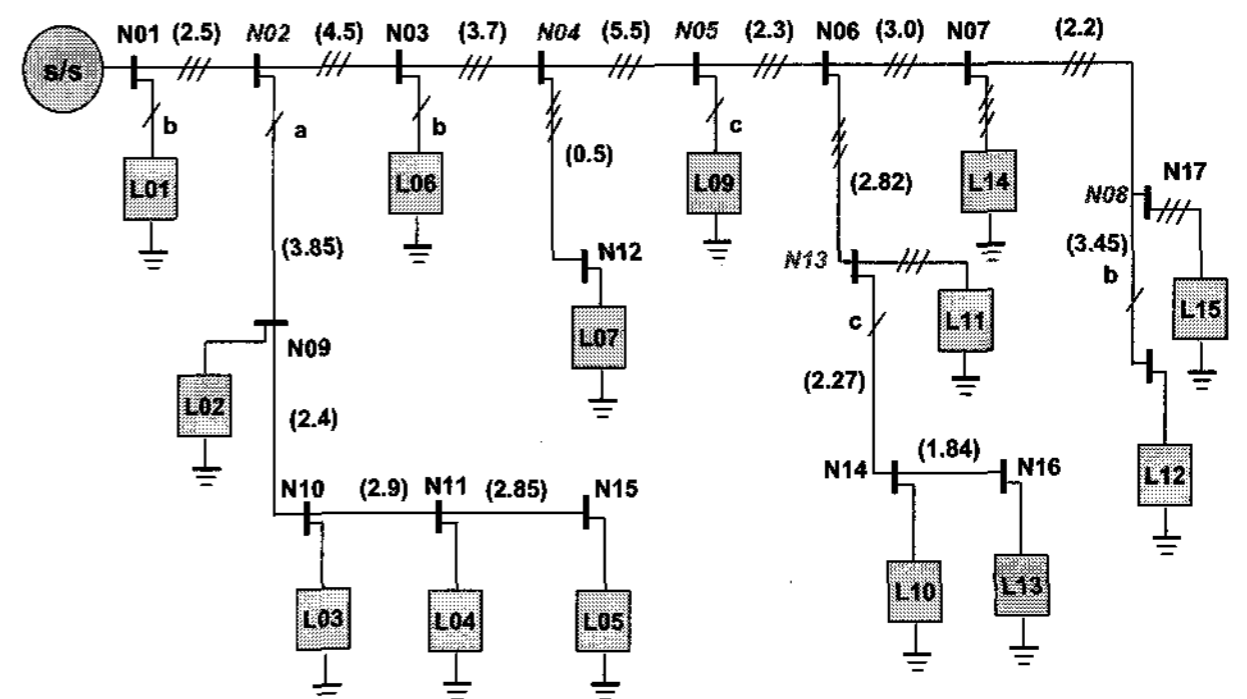 N01 (2.5) N02 (4.5) N03 (3.7) N04 (5.5) N05 (2.3) N06 (3.0) N07 (2.2)
s/s
b a b c
L01 L06 (0.5) L09 (2.82) L14 N08 N17
(3.85) N12 N13 (3.45)
b
N09 L07 c L11 L15
L02 (2.4) (2.27)
N10 (2.9) N11 (2.85) N15 N14 (1.84) N16 L12
L03 L04 L05 L10 L13